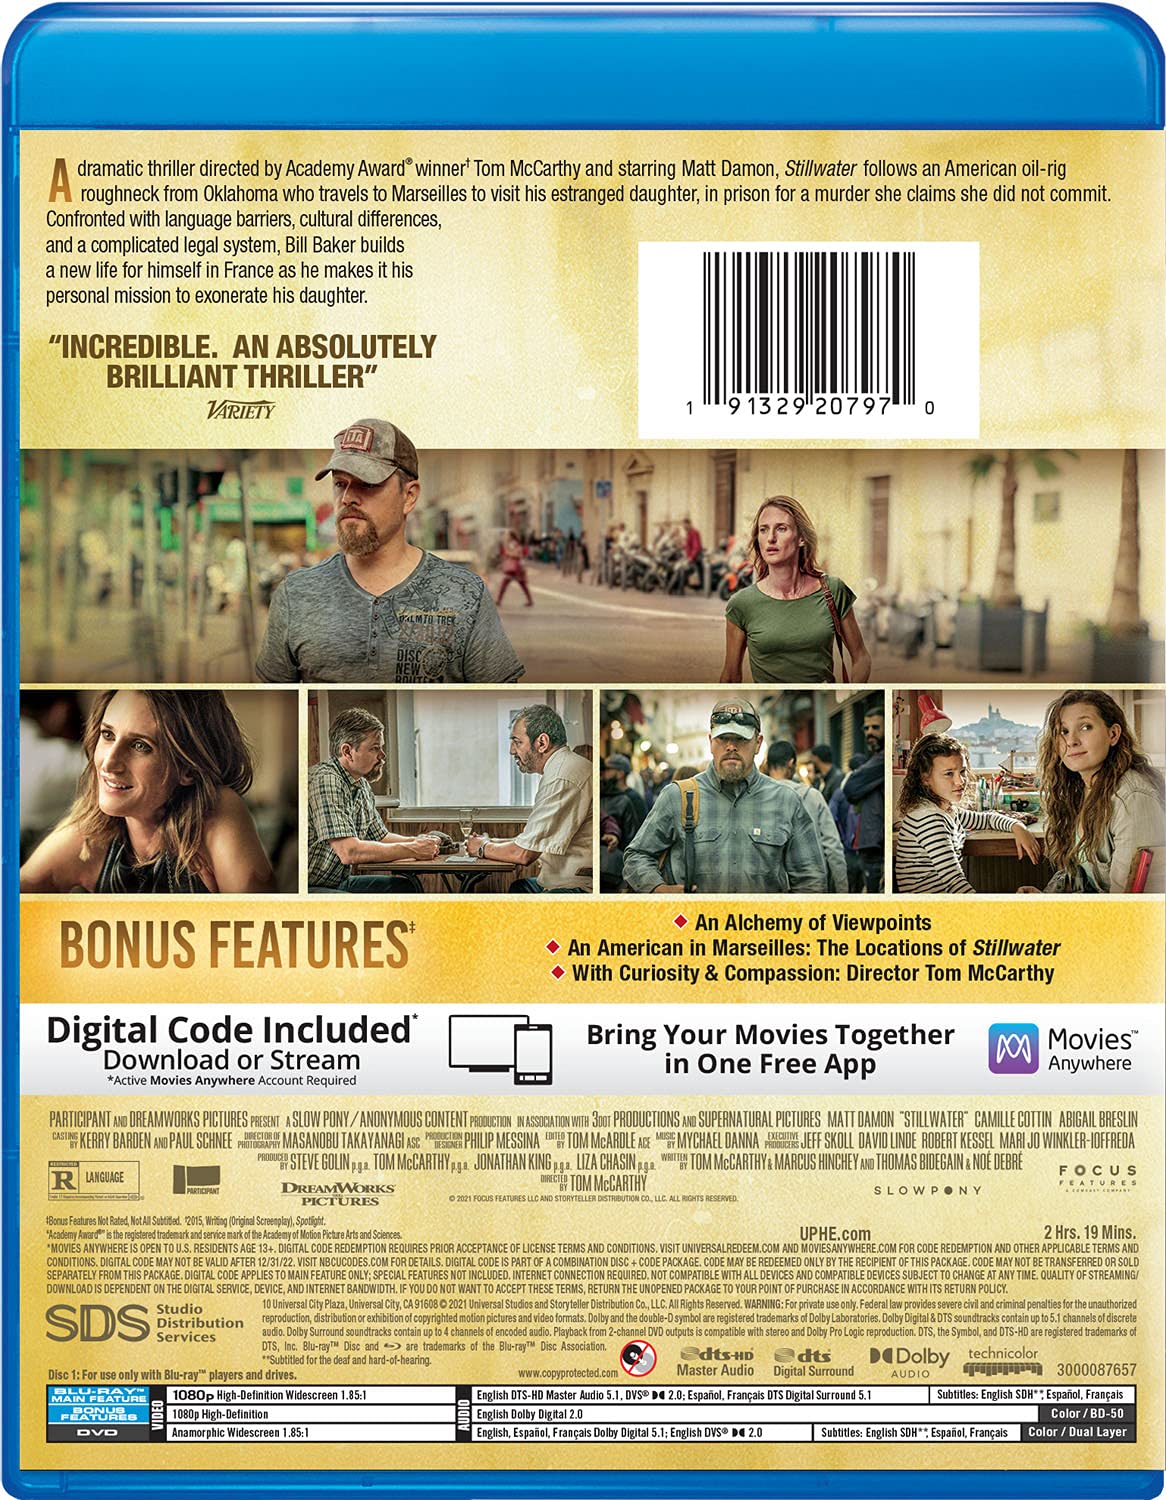 A dramatic thriller directed by Academy Award® winner† Tom McCarthy and starring Matt Damon, Stillwater follows an American oil-rig
roughneck from Oklahoma who travels to Marseilles to visit his estranged daughter, in prison for a murder she claims she did not commit.
Confronted with language barriers, cultural differences,
and a complicated legal system, Bill Baker builds
a new life for himself in France as he makes it his
personal mission to exonerate his daughter.
"INCREDIBLE. AN ABSOLUTELY
BRILLIANT THRILLER"
VARIETY
1 91329 20797 0
BONUS FEATURES‡
An Alchemy of Viewpoints
An American in Marseilles: The Locations of Stillwater
With Curiosity & Compassion: Director Tom McCarthy
Digital Code Included*
Download or Stream
*Active Movies Anywhere Account Required
Bring Your Movies Together
in One Free App
Movies™
Anywhere
PARTICIPANT AND DREAMWORKS PICTURES PRESENT A SLOW PONY / ANONYMOUS CONTENT PRODUCTION IN ASSOCIATION WITH 3DOT PRODUCTIONS AND SUPERNATURAL PICTURES MATT DAMON "STILLWATER" CAMILLE COTTIN ABIGAIL BRESLIN
CASTING BY KERRY BARDEN AND PAUL SCHNEE DIRECTOR OF PHOTOGRAPHY MASANOBU TAKAYANAGI ASC PRODUCTION DESIGNER PHILIP MESSINA EDITED BY TOM McARDLE ACE MUSIC BY MYCHAEL DANNA EXECUTIVE PRODUCERS JEFF SKOLL DAVID LINDE ROBERT KESSEL MARI JO WINKLER-IOFFREDA
PRODUCED BY STEVE GOLIN p.g.a. TOM McCARTHY p.g.a. JONATHAN KING p.g.a. LIZA CHASIN p.g.a. WRITTEN BY TOM McCARTHY & MARCUS HINCHEY AND THOMAS BIDEGAIN & NOÉ DEBRÉ
DIRECTED BY TOM McCARTHY
RESTRICTED
R LANGUAGE
PARTICIPANT
DREAMWORKS
PICTURES
© 2021 FOCUS FEATURES LLC AND STORYTELLER DISTRIBUTION CO., LLC. ALL RIGHTS RESERVED.
SLOWPONY
FOCUS
FEATURES
A COMCAST COMPANY
‡Bonus Features Not Rated, Not All Subtitled. †2015, Writing (Original Screenplay), Spotlight.
"Academy Award®" is the registered trademark and service mark of the Academy of Motion Picture Arts and Sciences.
UPHE.com
2 Hrs. 19 Mins.
*MOVIES ANYWHERE IS OPEN TO U.S. RESIDENTS AGE 13+. DIGITAL CODE REDEMPTION REQUIRES PRIOR ACCEPTANCE OF LICENSE TERMS AND CONDITIONS. VISIT UNIVERSALREDEEM.COM AND MOVIESANYWHERE.COM FOR CODE REDEMPTION AND OTHER APPLICABLE TERMS AND
CONDITIONS. DIGITAL CODE MAY NOT BE VALID AFTER 12/31/22. VISIT NBCUCODES.COM FOR DETAILS. DIGITAL CODE IS PART OF A COMBINATION DISC + CODE PACKAGE. CODE MAY BE REDEEMED ONLY BY THE RECIPIENT OF THIS PACKAGE. CODE MAY NOT BE TRANSFERRED OR SOLD
SEPARATELY FROM THIS PACKAGE. DIGITAL CODE APPLIES TO MAIN FEATURE ONLY; SPECIAL FEATURES NOT INCLUDED. INTERNET CONNECTION REQUIRED. NOT COMPATIBLE WITH ALL DEVICES AND COMPATIBLE DEVICES SUBJECT TO CHANGE AT ANY TIME. QUALITY OF STREAMING/
DOWNLOAD IS DEPENDENT ON THE DIGITAL SERVICE, DEVICE, AND INTERNET BANDWIDTH. IF YOU DO NOT WANT TO ACCEPT THESE TERMS, RETURN THE UNOPENED PACKAGE TO YOUR POINT OF PURCHASE IN ACCORDANCE WITH ITS RETURN POLICY.
SDS Studio
Distribution
Services
10 Universal City Plaza, Universal City, CA 91608 © 2021 Universal Studios and Storyteller Distribution Co., LLC. All Rights Reserved. WARNING: For private use only. Federal law provides severe civil and criminal penalties for the unauthorized
reproduction, distribution or exhibition of copyrighted motion pictures and video formats. Dolby and the double-D symbol are registered trademarks of Dolby Laboratories. Dolby Digital & DTS soundtracks contain up to 5.1 channels of discrete
audio. Dolby Surround soundtracks contain up to 4 channels of encoded audio. Playback from 2-channel DVD outputs is compatible with stereo and Dolby Pro Logic reproduction. DTS, the Symbol, and DTS-HD are registered trademarks of
DTS, Inc. Blu-ray™ Disc and are trademarks of the Blu-ray™ Disc Association.
**Subtitled for the deaf and hard-of-hearing.
Disc 1: For use only with Blu-ray™ players and drives.
www.copyprotected.com
dts-HD
Master Audio
dts
Digital Surround
Dolby
AUDIO
technicolor
3000087657
BLU-RAY™
MAIN FEATURE
BONUS
FEATURES
DVD
VIDEO
1080p High-Definition Widescreen 1.85:1
1080p High-Definition
Anamorphic Widescreen 1.85:1
AUDIO
English DTS-HD Master Audio 5.1, DVS® 2.0; Español, Français DTS Digital Surround 5.1
Subtitles: English SDH**, Español, Français
English Dolby Digital 2.0
Color / BD-50
English, Español, Français Dolby Digital 5.1; English DVS® 2.0
Subtitles: English SDH**, Español, Français
Color / Dual Layer